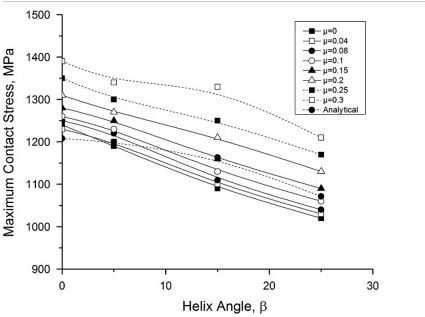 1500
1400
1300
1200
1100
1000
900
0
10
20
30
Maximum Contact Stress, MPa
Helix Angle, β
μ=0
μ=0.04
μ=0.08
μ=0.1
μ=0.15
μ=0.2
μ=0.25
μ=0.3
Analytical